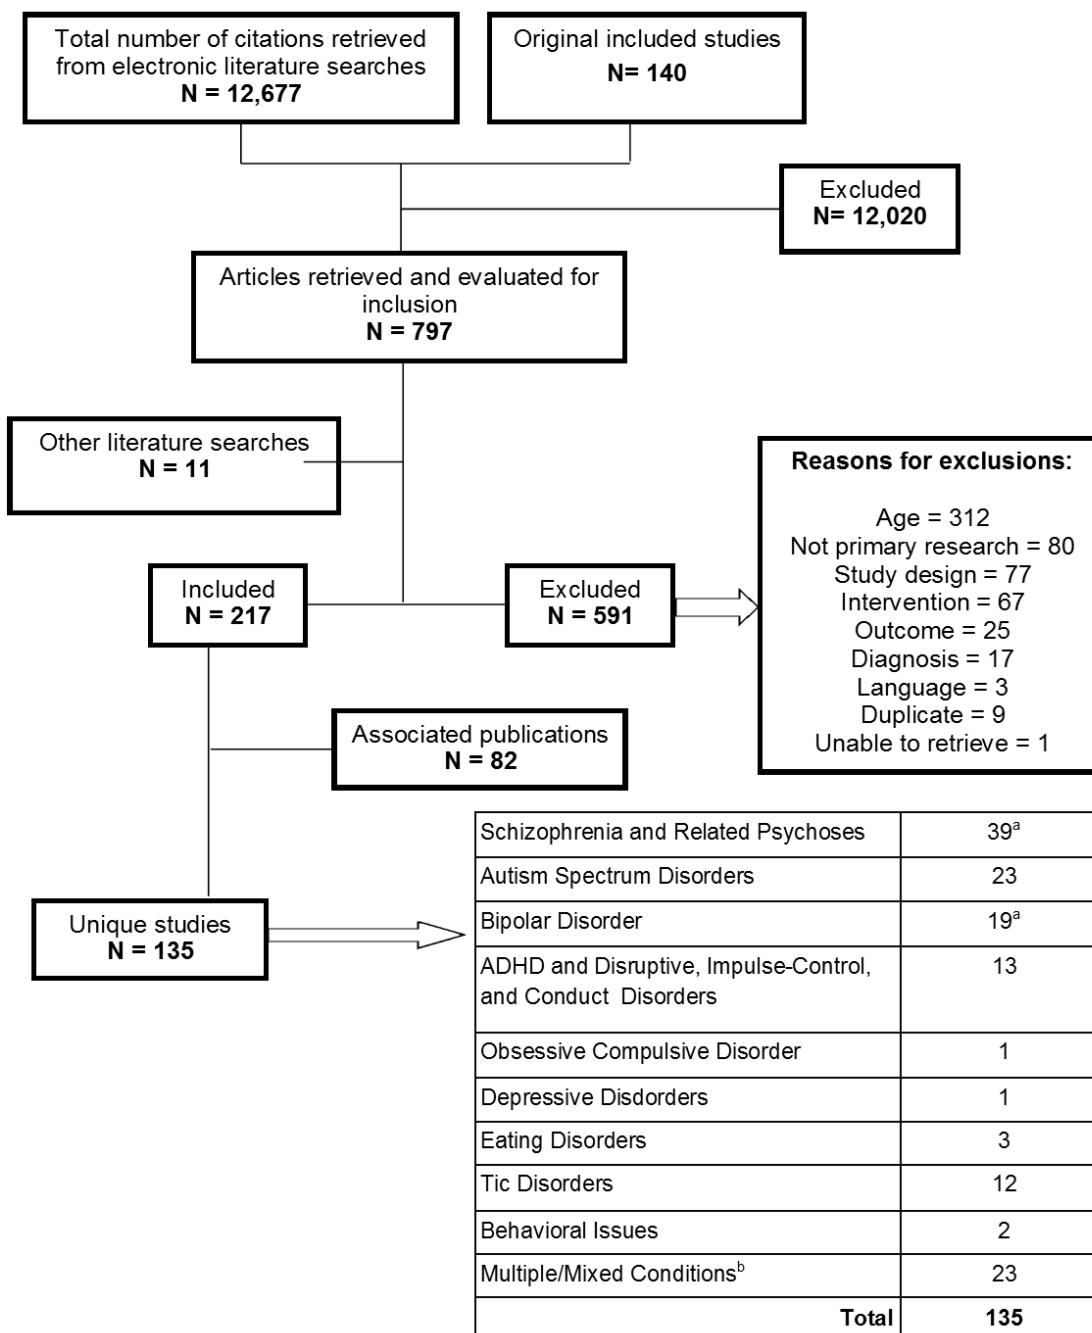 Total number of citations retrieved
from electronic literature searches
N = 12,677
Original included studies
N= 140
Excluded
N= 12,020
Articles retrieved and evaluated for
inclusion
N = 797
Other literature searches
N = 11
Reasons for exclusions:
Age = 312
Not primary research = 80
Study design = 77
Intervention = 67
Outcome = 25
Diagnosis = 17
Language = 3
Duplicate = 9
Unable to retrieve = 1
Included
N = 217
Excluded
N = 591
Associated publications
N = 82
Unique studies
N = 135
Schizophrenia and Related Psychoses 39a
Autism Spectrum Disorders 23
Bipolar Disorder 19a
ADHD and Disruptive, Impulse-Control, 13
and Conduct Disorders
Obsessive Compulsive Disorder 1
Depressive Disdorders 1
Eating Disorders 3
Tic Disorders 12
Behavioral Issues 2
Multiple/Mixed Conditionsb 23
Total 135